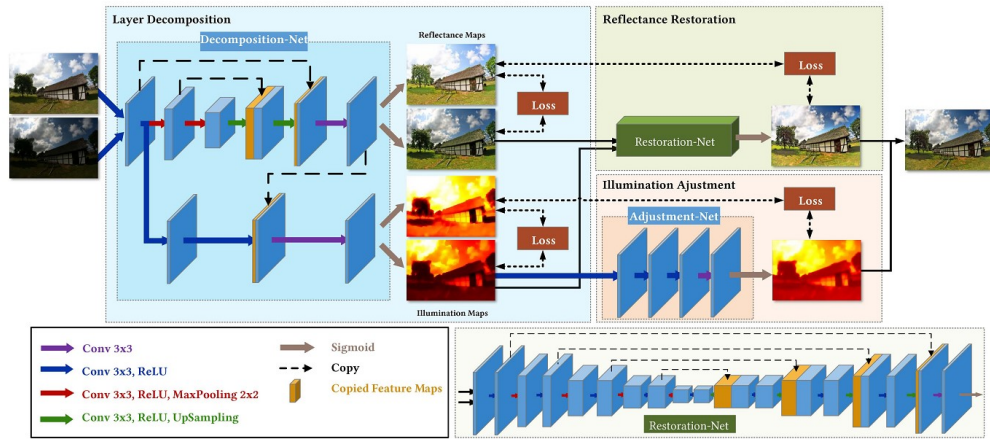 Layer Decomposition
Decomposition-Net
Reflectance Maps
Loss
Loss
Illumination Maps
Reflectance Restoration
Loss
Restoration-Net
Illumination Ajustment
Adjustment-Net
Loss
Conv 3x3
Conv 3x3, ReLU
Conv 3x3, ReLU, MaxPooling 2x2
Conv 3x3, ReLU, UpSampling
Sigmoid
Copy
Copied Feature Maps
Restoration-Net